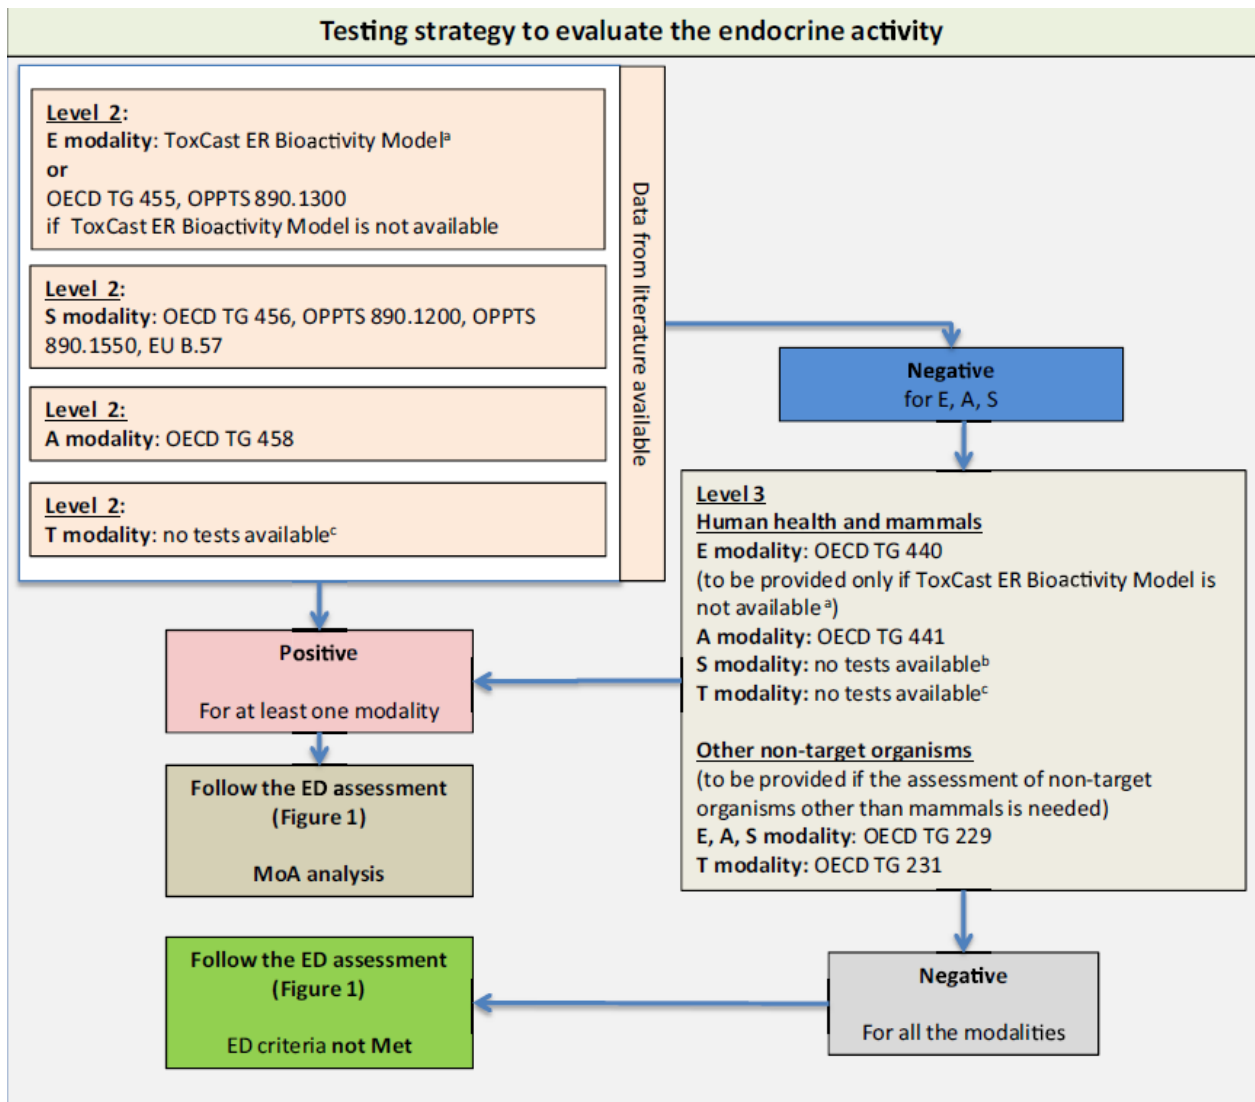 Testing strategy to evaluate the endocrine activity
Level 2:
E modality: ToxCast ER Bioactivity Modelᵃ
or
OECD TG 455, OPPTS 890.1300
if ToxCast ER Bioactivity Model is not available
Level 2:
S modality: OECD TG 456, OPPTS 890.1200, OPPTS
890.1550, EU B.57
Level 2:
A modality: OECD TG 458
Level 2:
T modality: no tests availableᶜ
Data from literature available
Negative
for E, A, S
Level 3
Human health and mammals
E modality: OECD TG 440
(to be provided only if ToxCast ER Bioactivity Model is
not available ᵃ)
A modality: OECD TG 441
S modality: no tests availableᵇ
T modality: no tests availableᶜ
Other non-target organisms
(to be provided if the assessment of non-target
organisms other than mammals is needed)
E, A, S modality: OECD TG 229
T modality: OECD TG 231
Positive
For at least one modality
Follow the ED assessment
(Figure 1)
MoA analysis
Negative
For all the modalities
Follow the ED assessment
(Figure 1)
ED criteria not Met